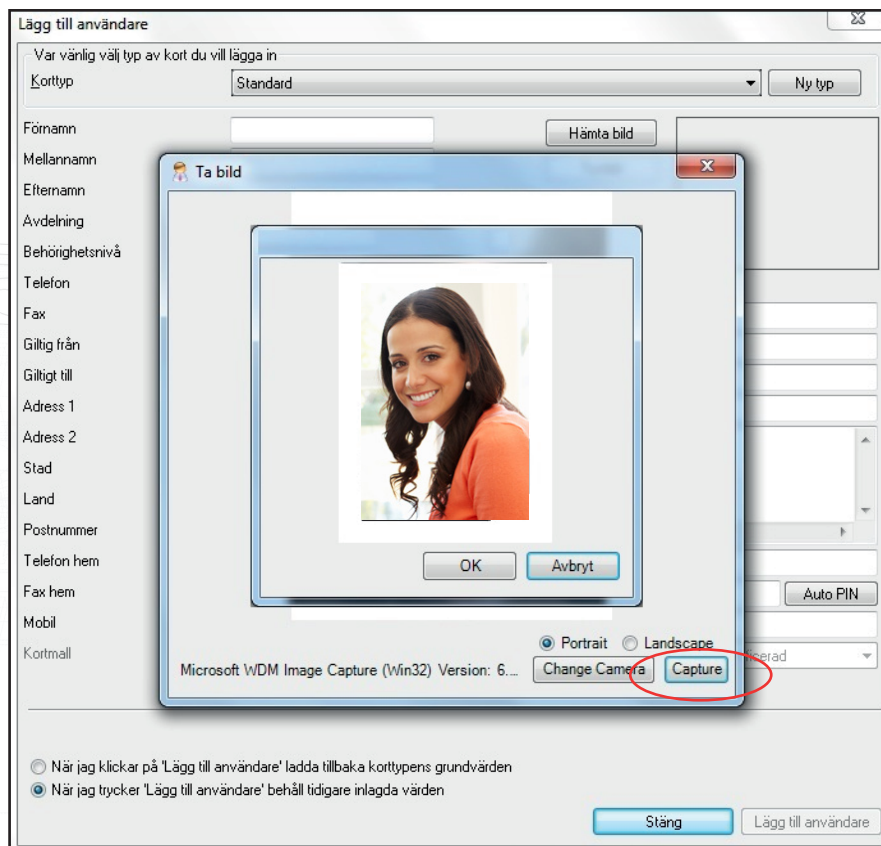 Lägg till användare
Var vänlig välj typ av kort du vill lägga in
Korttyp Standard Ny typ
Förnamn Hämta bild
Mellannamn
Ta bild
Efternamn
Avdelning
Behörighetsnivå
Telefon
Fax
Giltig från
Giltigt till
Adress 1
Adress 2
Stad
Land
Postnummer
Telefon hem
OK Avbryt
Fax hem Auto PIN
Mobil
Portrait Landscape
Kortmall
Microsoft WDM Image Capture (Win32) Version: 6.... Change Camera Capture
När jag klickar på 'Lägg till användare' ladda tillbaka korttypens grundvärden
När jag trycker 'Lägg till användare' behåll tidigare inlagda värden
Stäng Lägg till användare